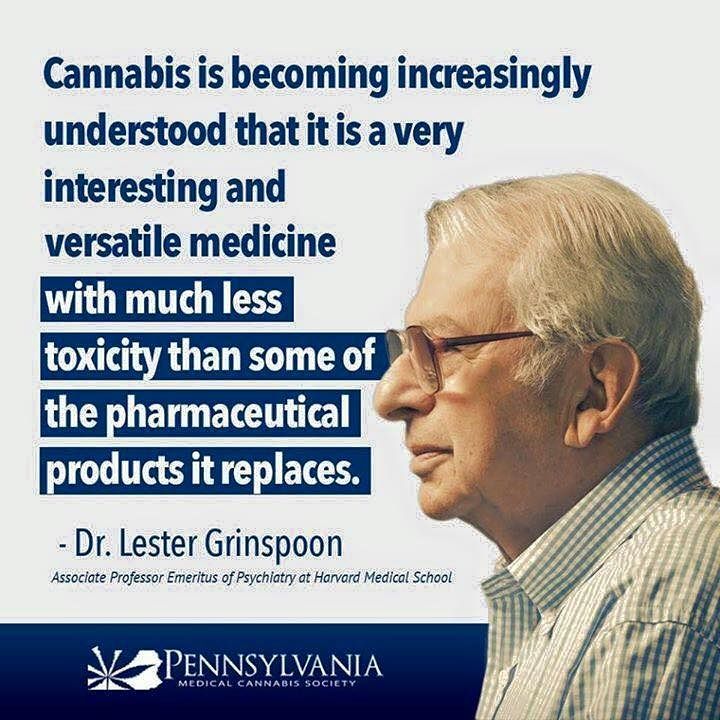 Cannabis is becoming increasingly
understood that it is a very
interesting and
versatile medicine
with much less
toxicity than some of
the pharmaceutical
products it replaces.
- Dr. Lester Grinspoon
Associate Professor Emeritus of Psychiatry at Harvard Medical School
PENNSYLVANIA
MEDICAL CANNABIS SOCIETY